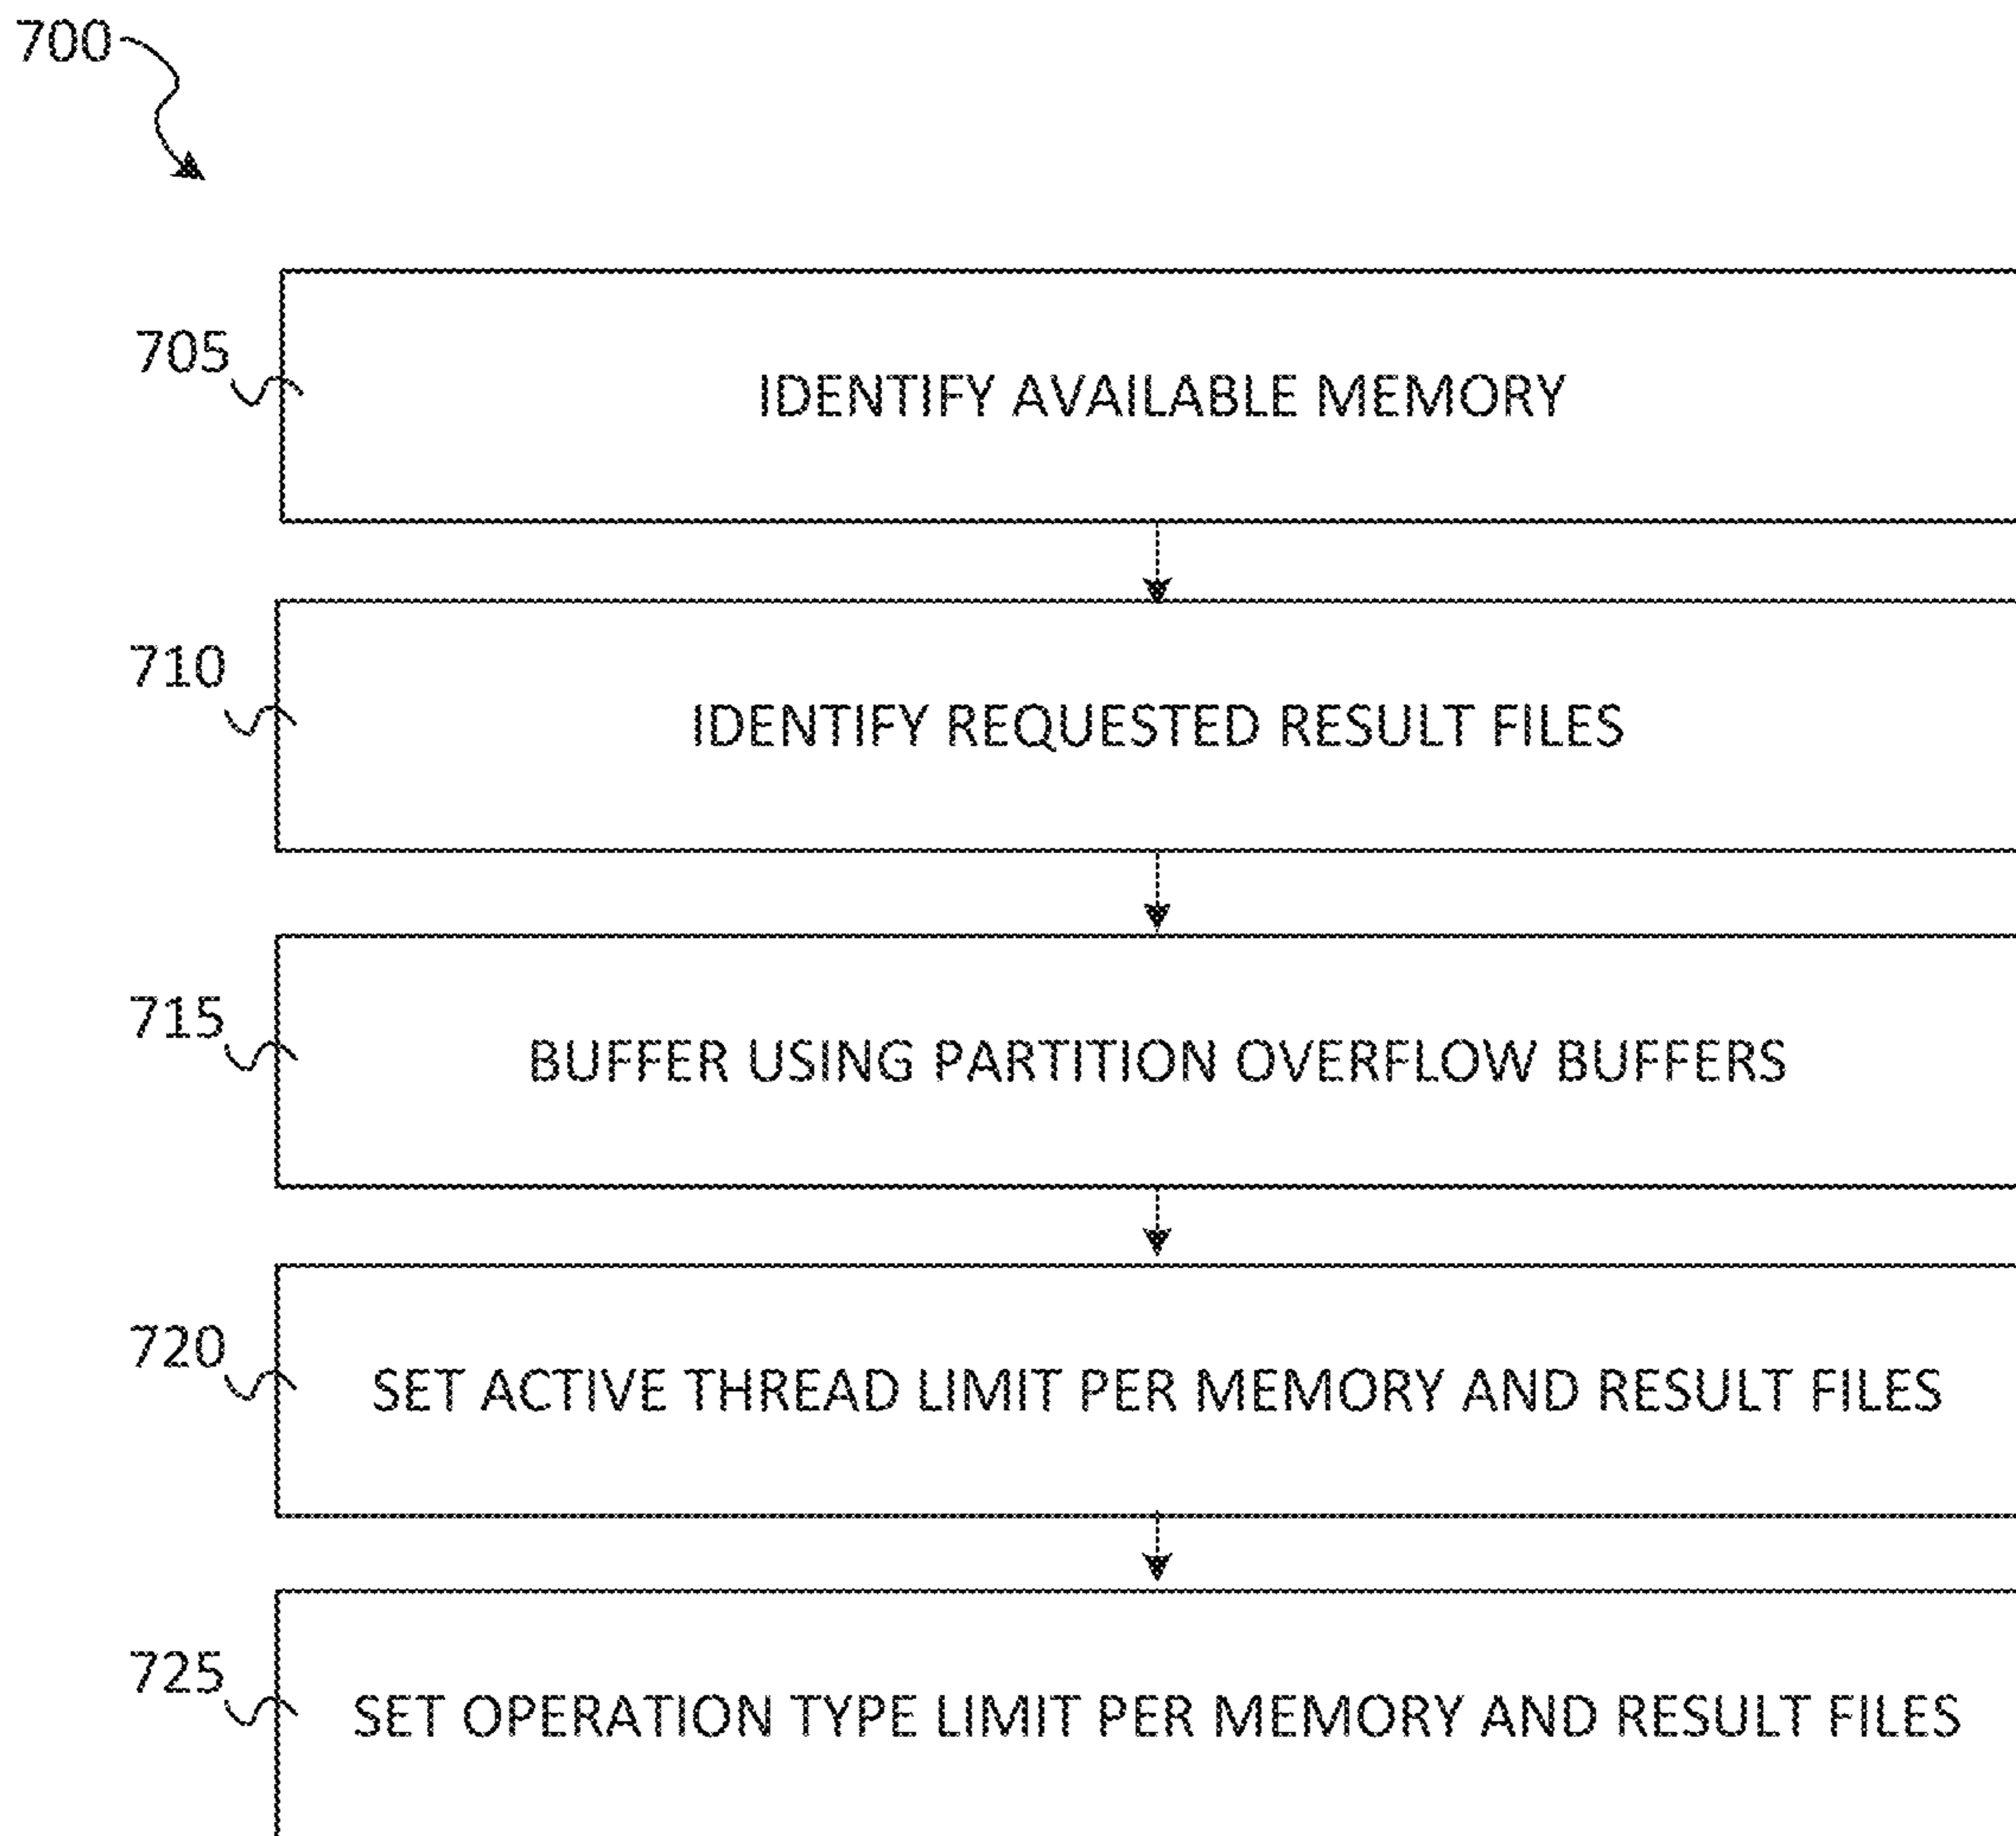 700
705
IDENTIFY AVAILABLE MEMORY
710
IDENTIFY REQUESTED RESULT FILES
715
BUFFER USING PARTITION OVERFLOW BUFFERS
720
SET ACTIVE THREAD LIMIT PER MEMORY AND RESULT FILES
725
SET OPERATION TYPE LIMIT PER MEMORY AND RESULT FILES